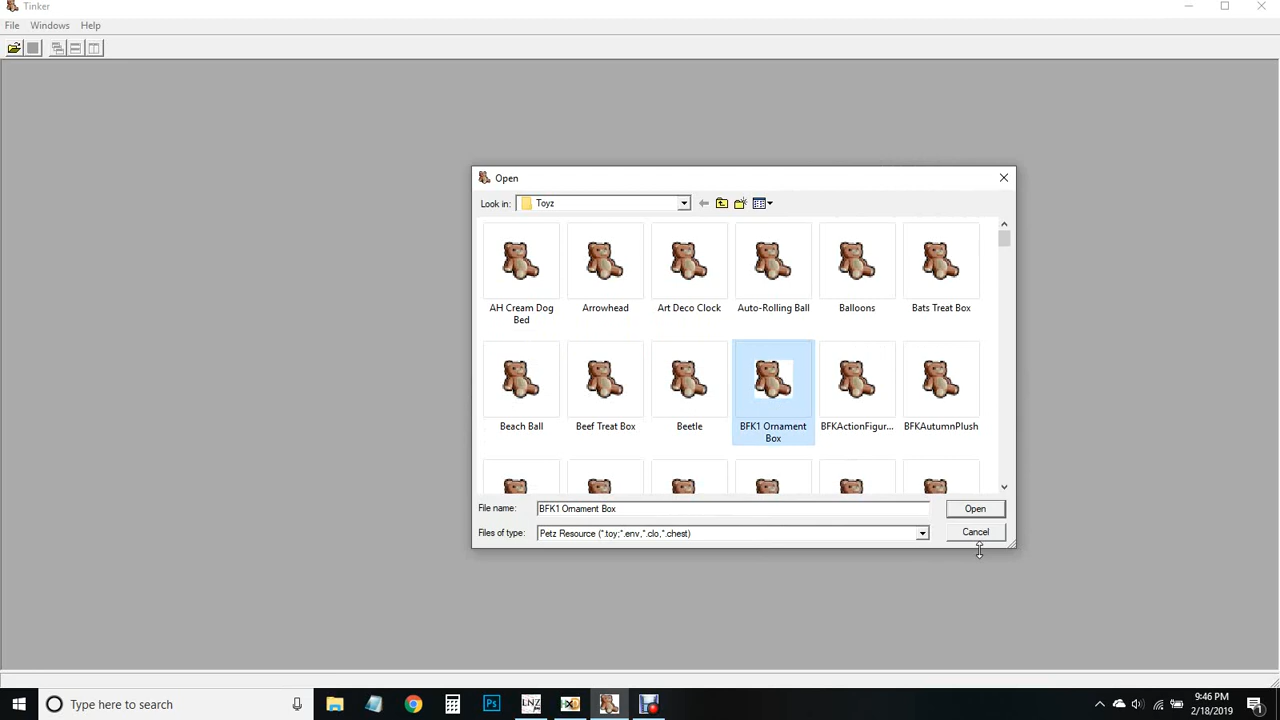 Tinker
File Windows Help
Open
Look in: Toyz
AH Cream Dog Bed
Arrowhead
Art Deco Clock
Auto-Rolling Ball
Balloons
Bats Treat Box
Beach Ball
Beef Treat Box
Beetle
BFK1 Ornament Box
BFKActionFigur...
BFKAutumnPlush
File name: BFK1 Ornament Box
Open
Files of type: Petz Resource (*.toy;*.env,*.clo,*.chest)
Cancel
Type here to search
Ps
LNZ
9:46 PM
2/18/2019
1